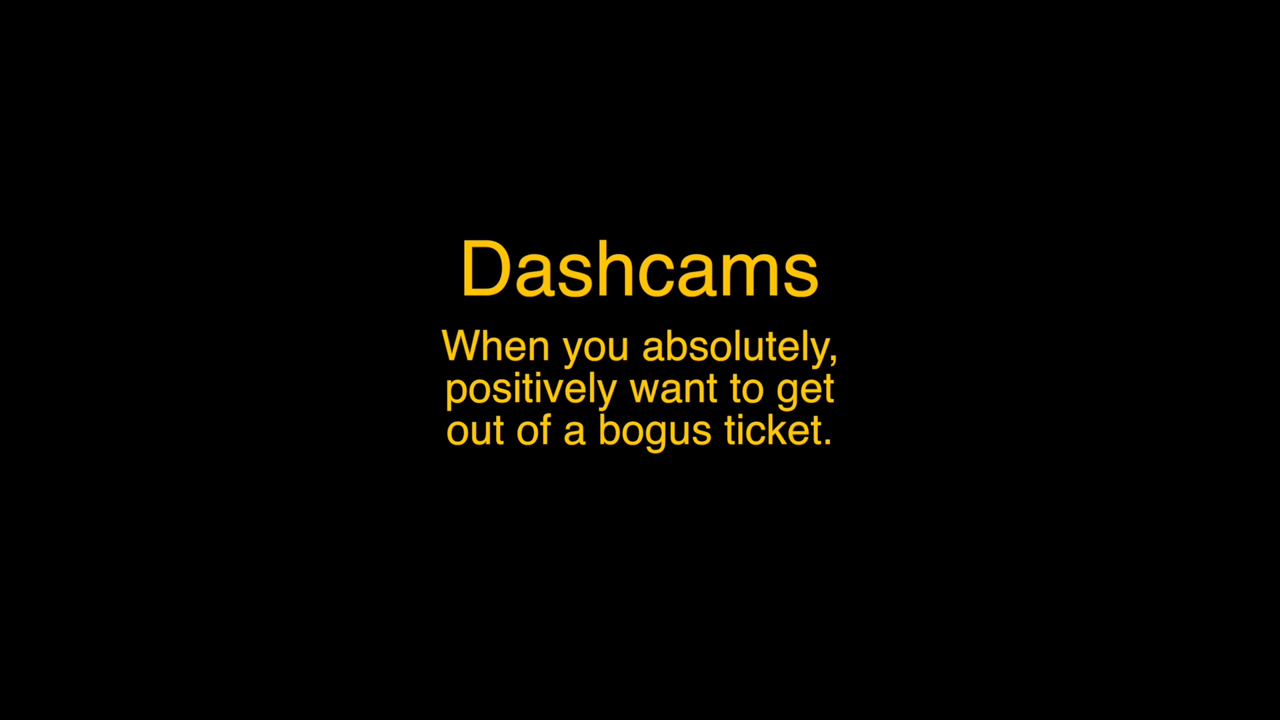 Dashcams
When you absolutely,
positively want to get
out of a bogus ticket.